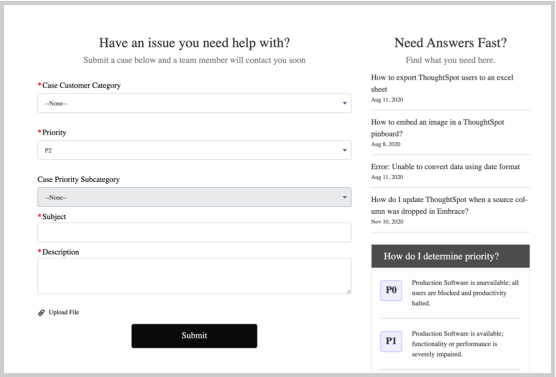 Have an issue you need help with?
Submit a case below and a team member will contact you soon
*Case Customer Category
--None--
*Priority
P2
Case Priority Subcategory
--None--
*Subject
*Description
Upload File
Submit
Need Answers Fast?
Find what you need here.
How to export ThoughtSpot users to an excel
sheet
Aug 11, 2020
How to embed an image in a ThoughtSpot
pinboard?
Aug 8, 2020
Error: Unable to convert data using date format
Aug 11, 2020
How do I update ThoughtSpot when a source col-
umn was dropped in Embrace?
Nov 10, 2020
How do I determine priority?
P0
Production Software is unavailable; all
users are blocked and productivity
halted.
P1
Production Software is available;
functionality or performance is
severely impaired.